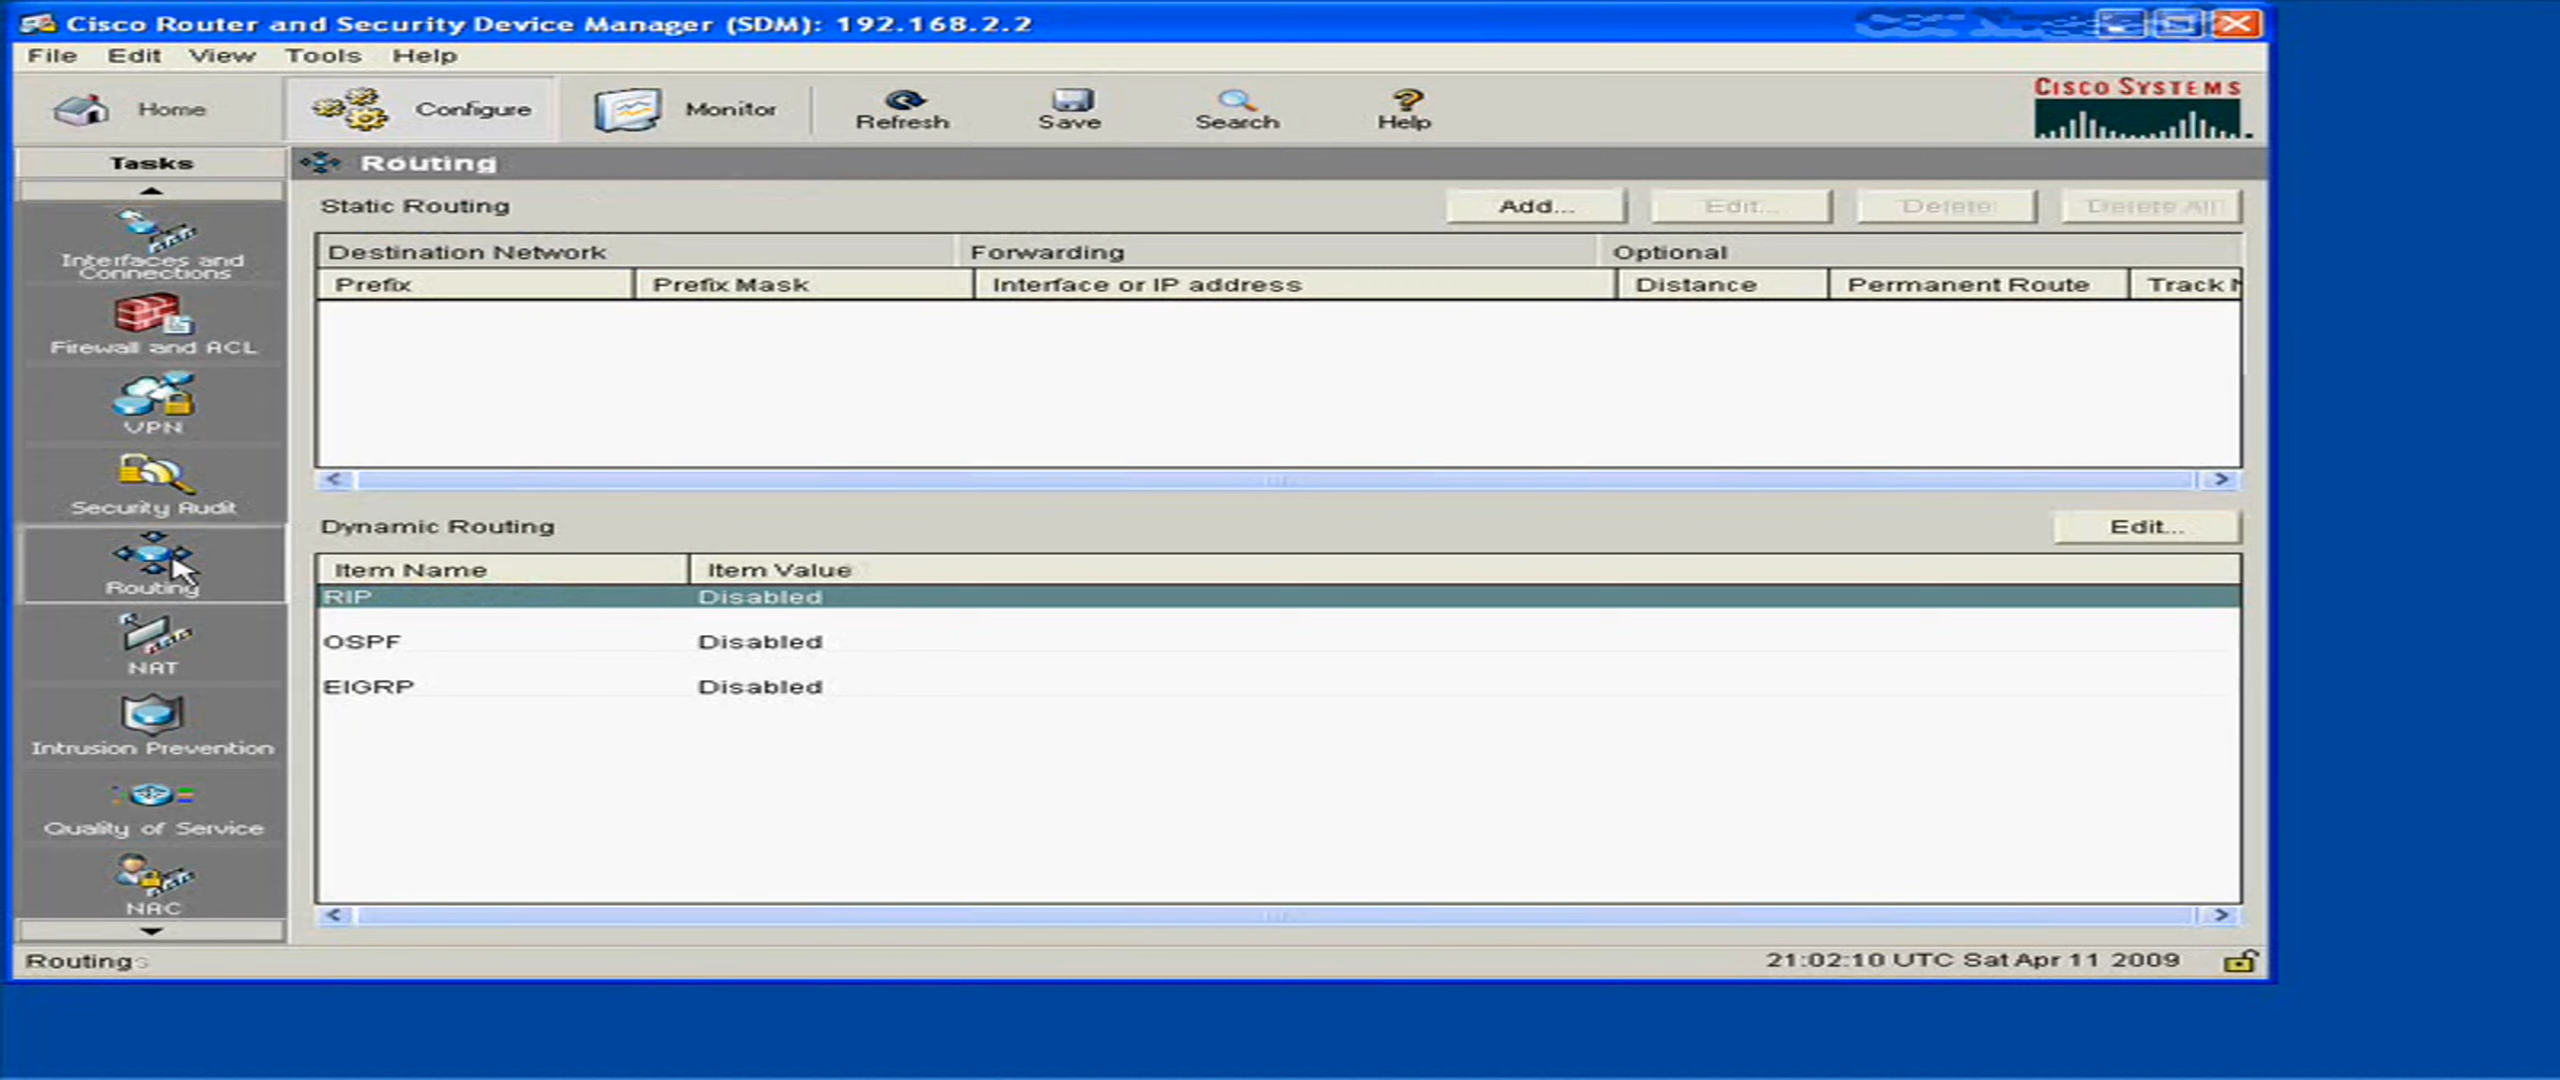 Cisco Router and Security Device Manager (SDM): 192.168.2.2
File Edit View Tools Help
Home Configure Monitor Refresh Save Search Help
CISCO SYSTEMS
Tasks
Routing
Static Routing
Add... Edit... Delete Delete All
Destination Network Forwarding Optional
Prefix Prefix Mask Interface or IP address Distance Permanent Route Track
Interfaces and
Connections
Firewall and ACL
VPN
Security Audit
Routing
NAT
Intrusion Prevention
Quality of Service
NAC
Dynamic Routing
Edit...
Item Name Item Value
RIP Disabled
OSPF Disabled
EIGRP Disabled
Routing
21:02:10 UTC Sat Apr 11 2009